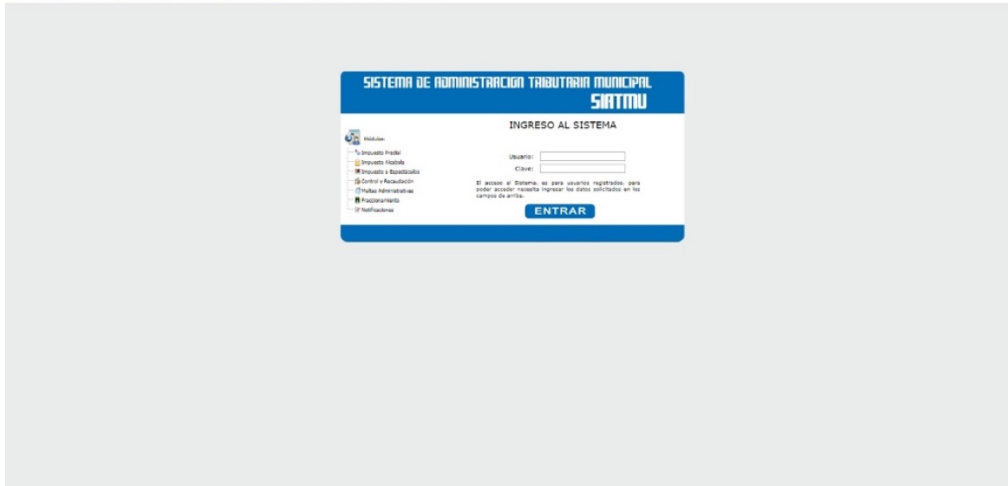 SISTEMA DE ADMINISTRACION TRIBUTARIA MUNICIPAL
SIATMU
INGRESO AL SISTEMA
Módulos:
Impuesto Predial
Impuesto Alcabala
Impuesto a Espectáculos
Control y Recaudación
Multas Administrativas
Fraccionamiento
Notificaciones
Usuario:
Clave:
El acceso al Sistema, es para usuarios registrados, para
poder acceder necesita ingresar los datos solicitados en los
campos de arriba.
ENTRAR